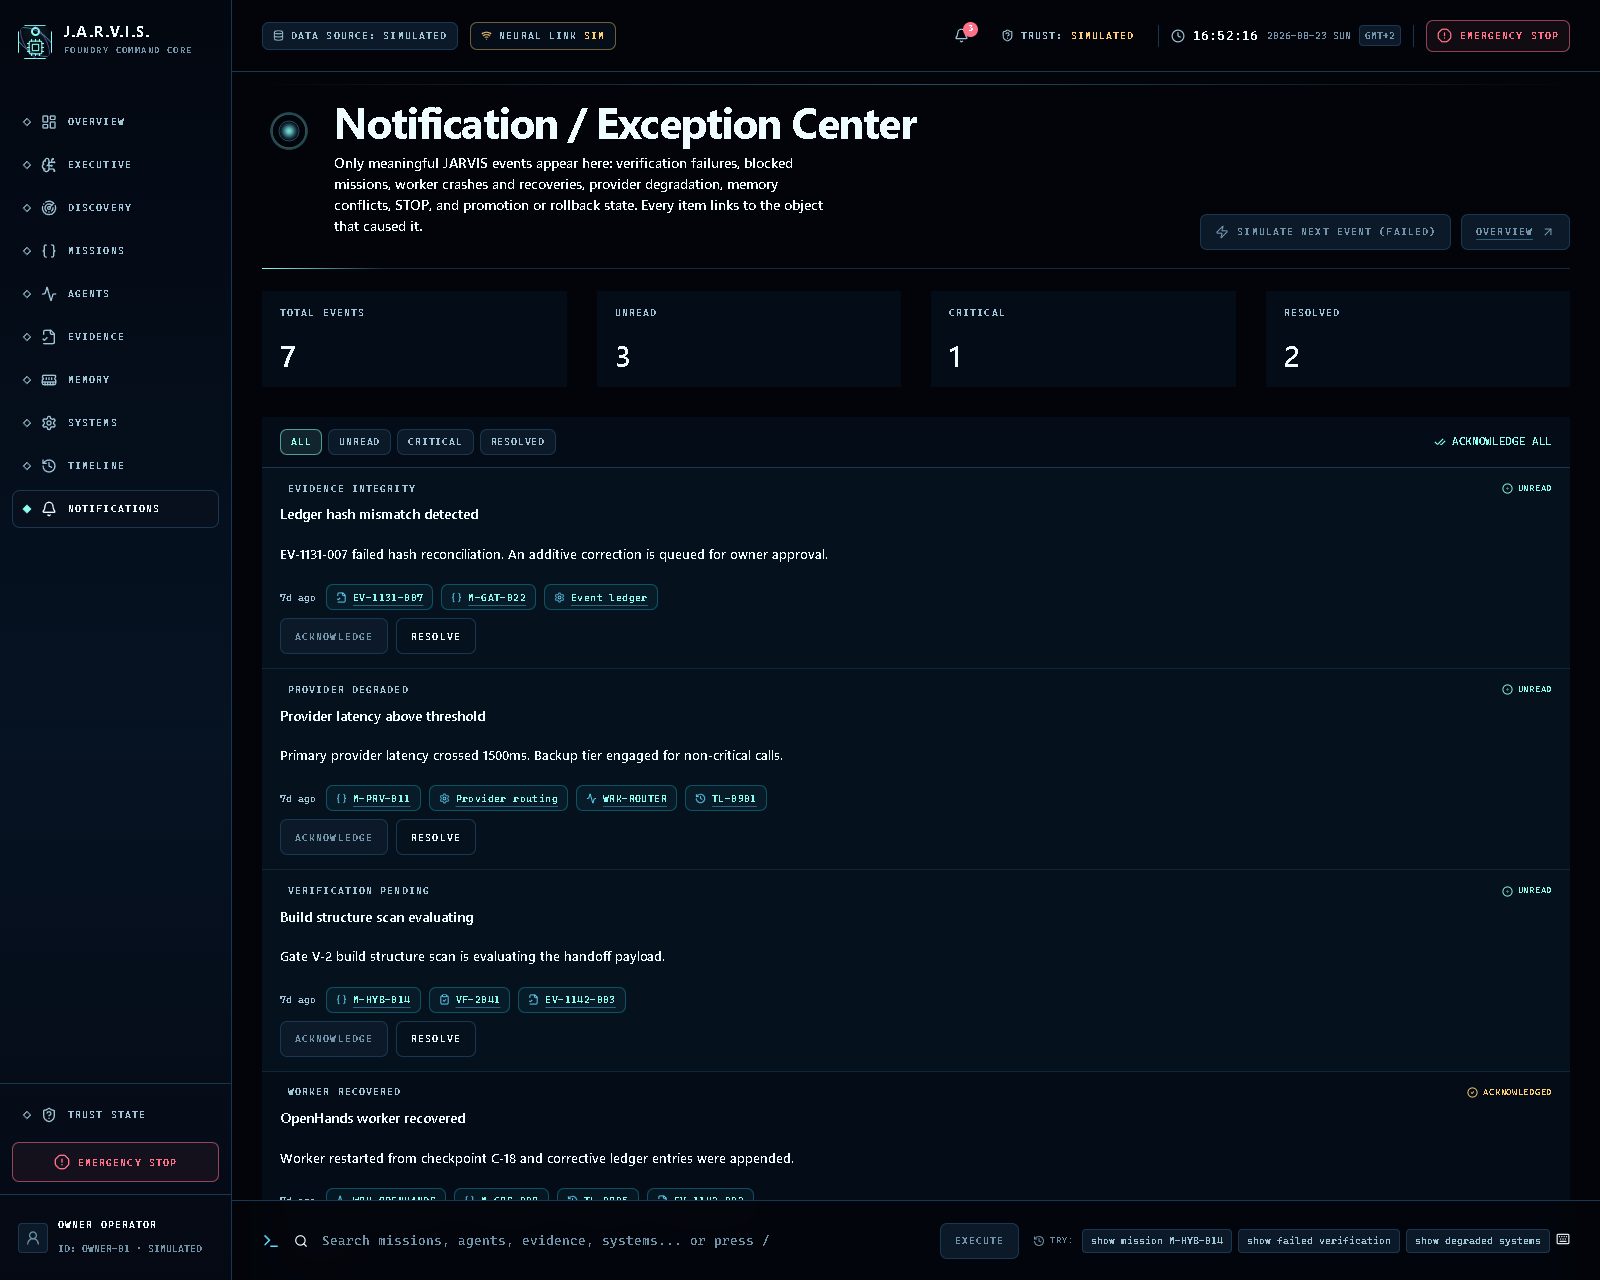 J.A.R.V.I.S.
FOUNDRY COMMAND CORE
OVERVIEW
EXECUTIVE
DISCOVERY
MISSIONS
AGENTS
EVIDENCE
MEMORY
SYSTEMS
TIMELINE
NOTIFICATIONS
TRUST STATE
EMERGENCY STOP
OWNER OPERATOR
ID: OWNER-01 • SIMULATED
DATA SOURCE: SIMULATED
NEURAL LINK SIM
3
TRUST: SIMULATED
16:52:16 2026-08-23 SUN GMT+2
EMERGENCY STOP
Notification / Exception Center
Only meaningful JARVIS events appear here: verification failures, blocked
missions, worker crashes and recoveries, provider degradation, memory
conflicts, STOP, and promotion or rollback state. Every item links to the object
that caused it.
SIMULATE NEXT EVENT (FAILED)
OVERVIEW
TOTAL EVENTS
7
UNREAD
3
CRITICAL
1
RESOLVED
2
ALL UNREAD CRITICAL RESOLVED
ACKNOWLEDGE ALL
EVIDENCE INTEGRITY
UNREAD
Ledger hash mismatch detected
EV-1131-007 failed hash reconciliation. An additive correction is queued for owner approval.
7d ago EV-1131-007 M-GAT-022 Event ledger
ACKNOWLEDGE RESOLVE
PROVIDER DEGRADED
UNREAD
Provider latency above threshold
Primary provider latency crossed 1500ms. Backup tier engaged for non-critical calls.
7d ago M-PRV-011 Provider routing WRK-ROUTER TL-0901
ACKNOWLEDGE RESOLVE
VERIFICATION PENDING
UNREAD
Build structure scan evaluating
Gate V-2 build structure scan is evaluating the handoff payload.
7d ago M-HYB-014 VF-2041 EV-1142-003
ACKNOWLEDGE RESOLVE
WORKER RECOVERED
ACKNOWLEDGED
OpenHands worker recovered
Worker restarted from checkpoint C-18 and corrective ledger entries were appended.
7d ago
Search missions, agents, evidence, systems... or press /
EXECUTE
TRY:
show mission M-HYB-014
show failed verification
show degraded systems